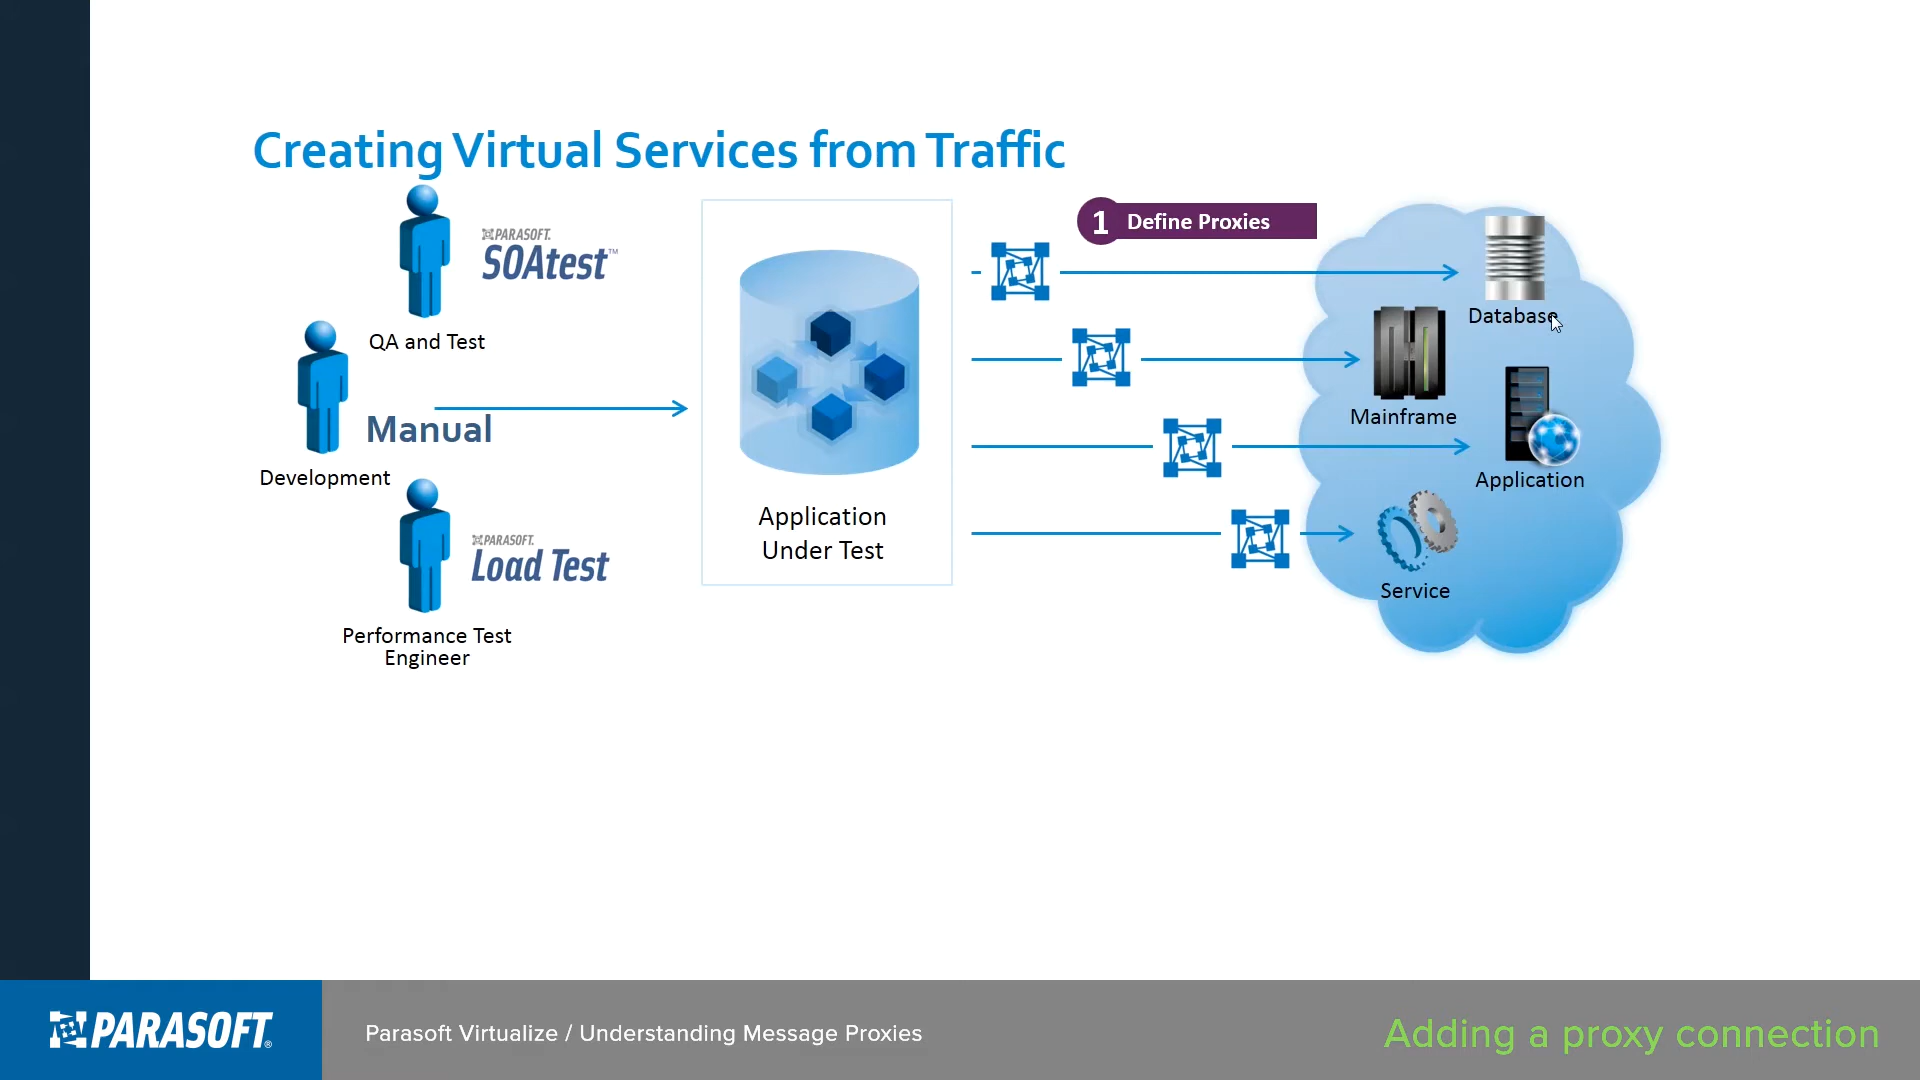 Creating Virtual Services from Traffic
PARASOFT.
SOAtest™
QA and Test
Manual
Development
PARASOFT.
Load Test
Performance Test
Engineer
Application
Under Test
1 Define Proxies
Database
Mainframe
Application
Service
PARASOFT®
Parasoft Virtualize / Understanding Message Proxies
Adding a proxy connection